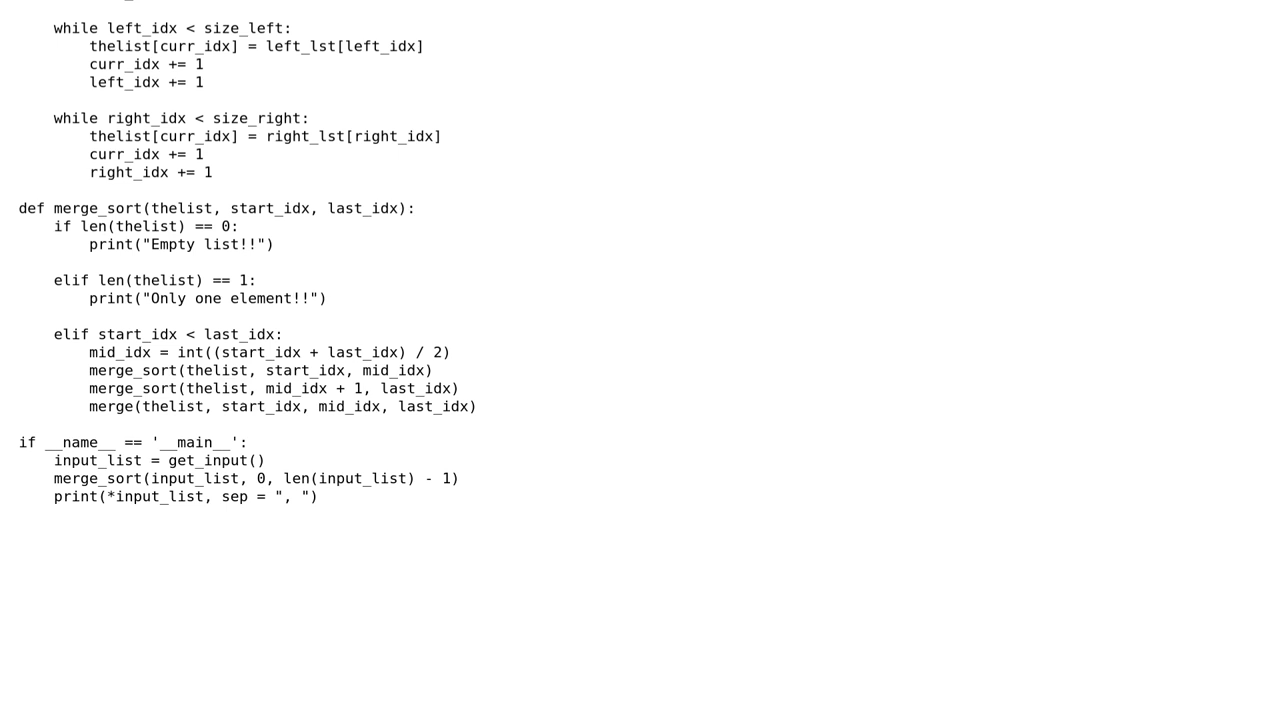 while left_idx < size_left:
        thelist[curr_idx] = left_lst[left_idx]
        curr_idx += 1
        left_idx += 1

    while right_idx < size_right:
        thelist[curr_idx] = right_lst[right_idx]
        curr_idx += 1
        right_idx += 1

def merge_sort(thelist, start_idx, last_idx):
    if len(thelist) == 0:
        print("Empty list!!")

    elif len(thelist) == 1:
        print("Only one element!!")

    elif start_idx < last_idx:
        mid_idx = int((start_idx + last_idx) / 2)
        merge_sort(thelist, start_idx, mid_idx)
        merge_sort(thelist, mid_idx + 1, last_idx)
        merge(thelist, start_idx, mid_idx, last_idx)

if __name__ == '__main__':
    input_list = get_input()
    merge_sort(input_list, 0, len(input_list) - 1)
    print(*input_list, sep = ", ")